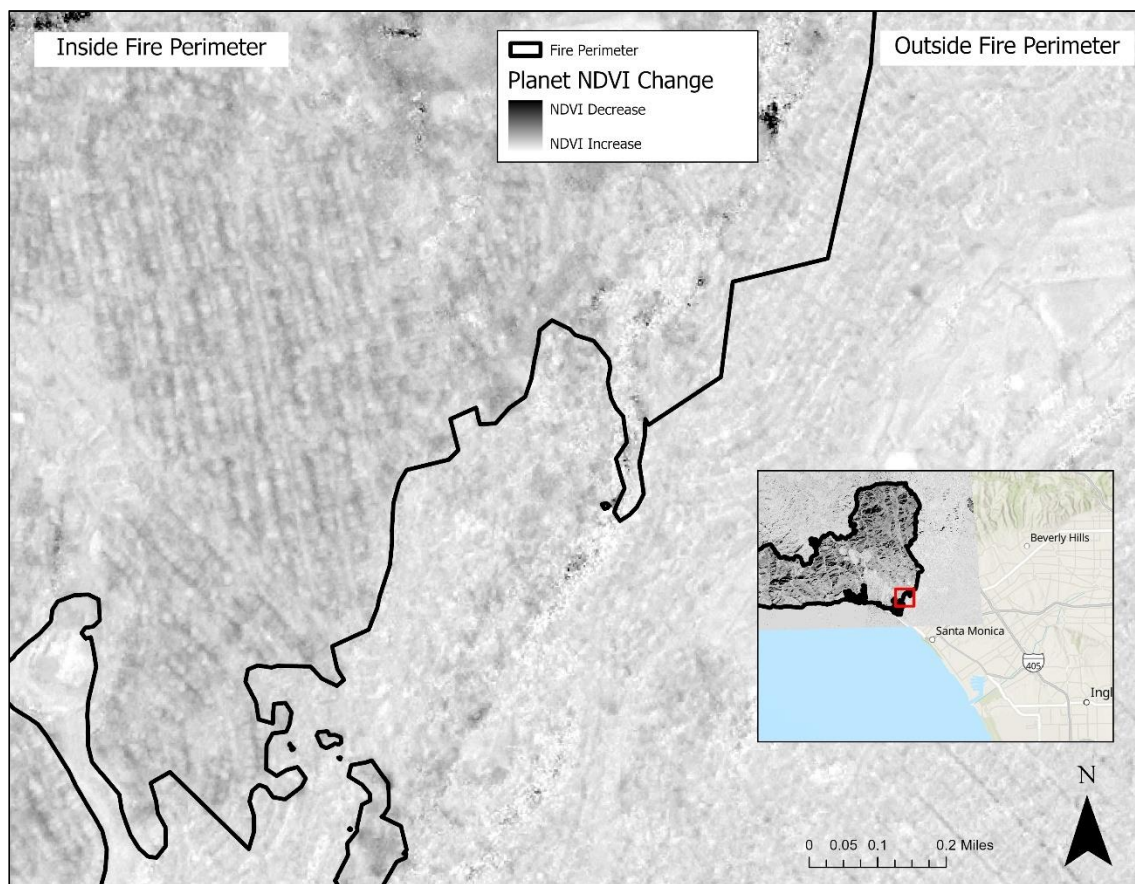 Inside Fire Perimeter
Fire Perimeter
Planet NDVI Change
NDVI Decrease
NDVI Increase
Outside Fire Perimeter
Beverly Hills
Santa Monica
405
Ingl
N
0 0.05 0.1 0.2 Miles